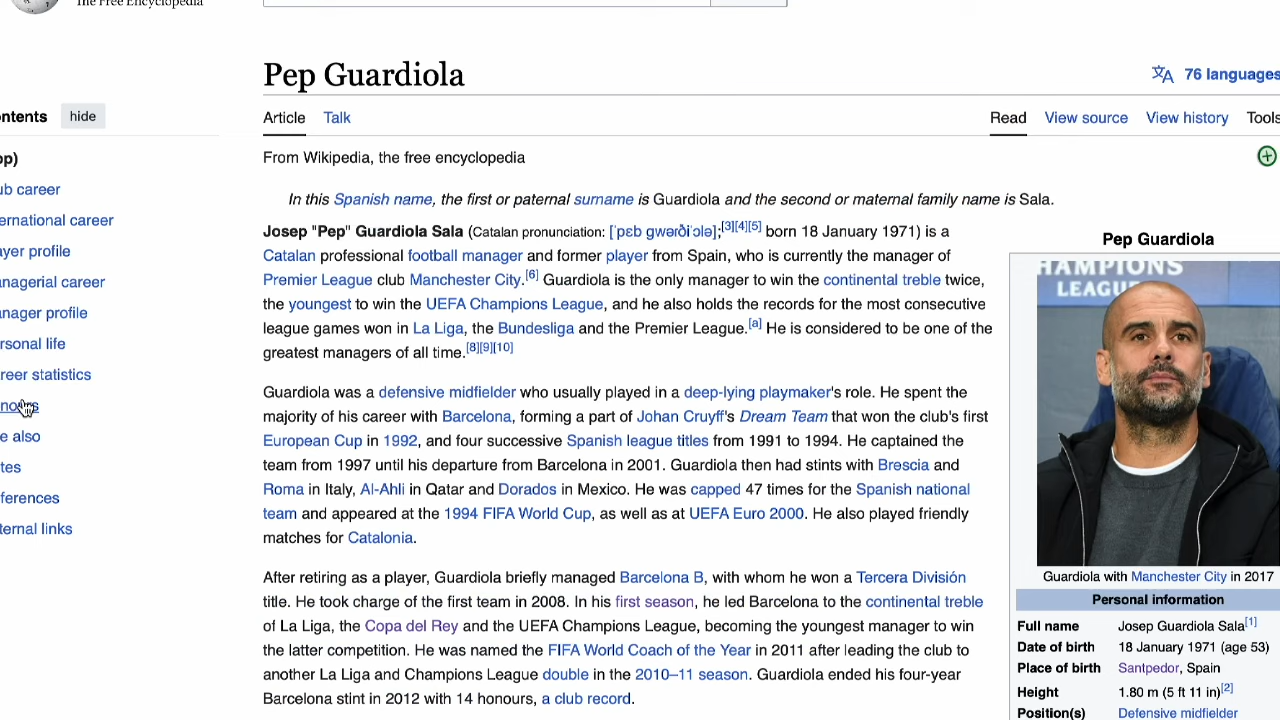 The Free Encyclopedia
Pep Guardiola
76 languages
ontents hide
Article Talk
Read View source View history Tools
op)
ub career
ernational career
ayer profile
anagerial career
anager profile
rsonal life
reer statistics
e also
tes
ferences
ternal links
From Wikipedia, the free encyclopedia
In this Spanish name, the first or paternal surname is Guardiola and the second or maternal family name is Sala.
Josep "Pep" Guardiola Sala (Catalan pronunciation: [ˈpɛb ɡwəɾðiˈɔlə];[3][4][5] born 18 January 1971) is a
Catalan professional football manager and former player from Spain, who is currently the manager of
Premier League club Manchester City.[6] Guardiola is the only manager to win the continental treble twice,
the youngest to win the UEFA Champions League, and he also holds the records for the most consecutive
league games won in La Liga, the Bundesliga and the Premier League.[a] He is considered to be one of the
greatest managers of all time.[8][9][10]
Guardiola was a defensive midfielder who usually played in a deep-lying playmaker's role. He spent the
majority of his career with Barcelona, forming a part of Johan Cruyff's Dream Team that won the club's first
European Cup in 1992, and four successive Spanish league titles from 1991 to 1994. He captained the
team from 1997 until his departure from Barcelona in 2001. Guardiola then had stints with Brescia and
Roma in Italy, Al-Ahli in Qatar and Dorados in Mexico. He was capped 47 times for the Spanish national
team and appeared at the 1994 FIFA World Cup, as well as at UEFA Euro 2000. He also played friendly
matches for Catalonia.
After retiring as a player, Guardiola briefly managed Barcelona B, with whom he won a Tercera División
title. He took charge of the first team in 2008. In his first season, he led Barcelona to the continental treble
of La Liga, the Copa del Rey and the UEFA Champions League, becoming the youngest manager to win
the latter competition. He was named the FIFA World Coach of the Year in 2011 after leading the club to
another La Liga and Champions League double in the 2010–11 season. Guardiola ended his four-year
Barcelona stint in 2012 with 14 honours, a club record.
Pep Guardiola
HAMPIONS
LEAGUE
Guardiola with Manchester City in 2017
Personal information
Full name Josep Guardiola Sala[1]
Date of birth 18 January 1971 (age 53)
Place of birth Santpedor, Spain
Height 1.80 m (5 ft 11 in)[2]
Position(s) Defensive midfielder